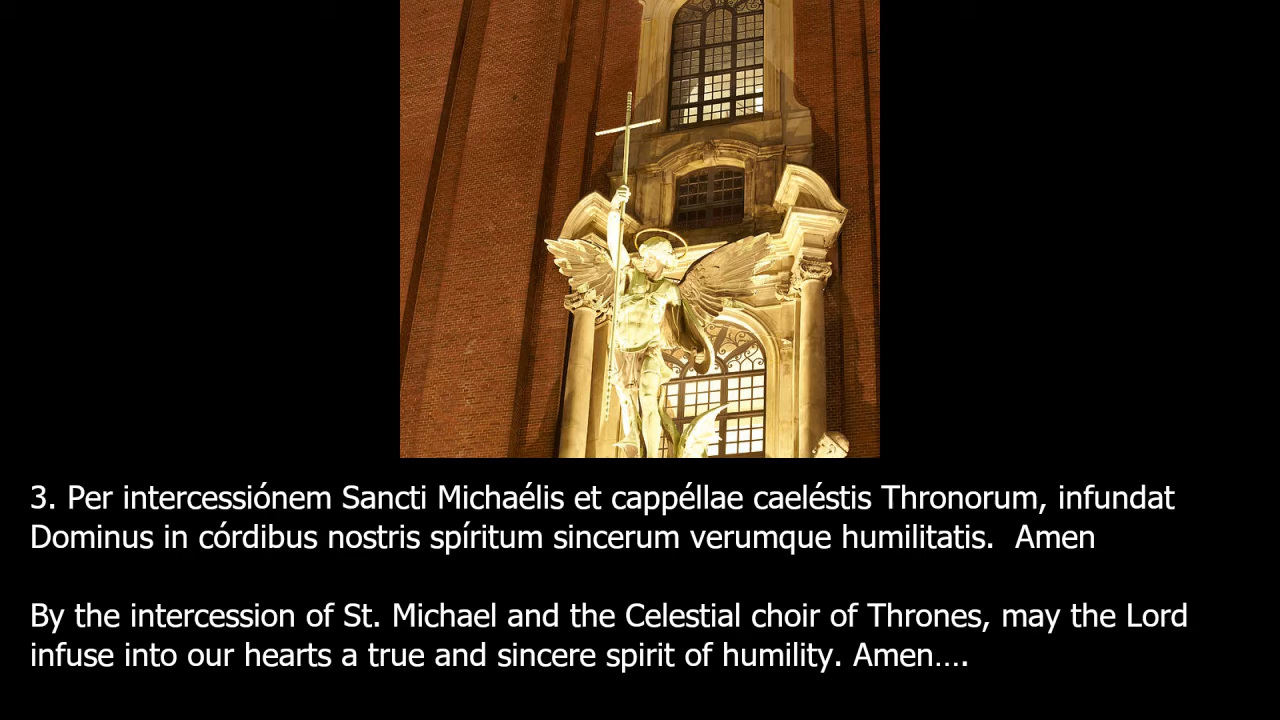 3. Per intercessiónem Sancti Michaélis et cappéllae caeléstis Thronorum, infundat
Dominus in córdibus nostris spíritum sincerum verumque humilitatis.  Amen
By the intercession of St. Michael and the Celestial choir of Thrones, may the Lord
infuse into our hearts a true and sincere spirit of humility. Amen….